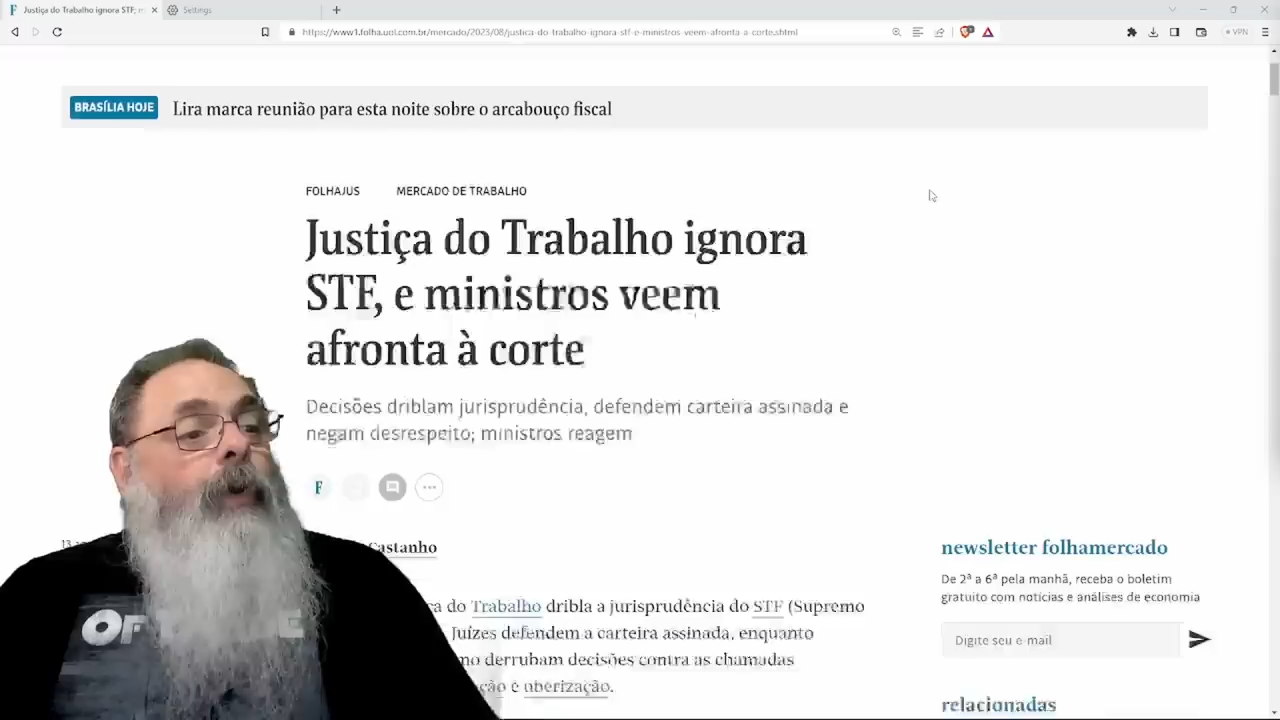 Justiça do Trabalho ignora STF; m
Settings
https://www1.folha.uol.com.br/mercado/2023/08/justica-do-trabalho-ignora-stf-e-ministros-veem-afronta-a-corte.shtml
VPN
BRASÍLIA HOJE Lira marca reunião para esta noite sobre o arcabouço fiscal
FOLHAJUS MERCADO DE TRABALHO
Justiça do Trabalho ignora
STF, e ministros veem
afronta à corte
Decisões driblam jurisprudência, defendem carteira assinada e
negam desrespeito; ministros reagem
F
Castanho
do Trabalho dribla a jurisprudência do STF (Supremo
Juízes defendem a carteira assinada, enquanto
derrubam decisões contra as chamadas
e uberização.
newsletter folhamercado
De 2ª a 6ª pela manhã, receba o boletim
gratuito com notícias e análises de economia
Digite seu e-mail
relacionadas